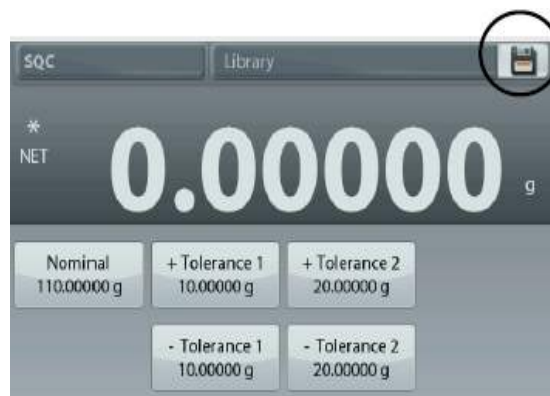 SQC
Library
*
NET
0.00000 g
Nominal
110.00000 g
+ Tolerance 1
10.00000 g
+ Tolerance 2
20.00000 g
- Tolerance 1
10.00000 g
- Tolerance 2
20.00000 g